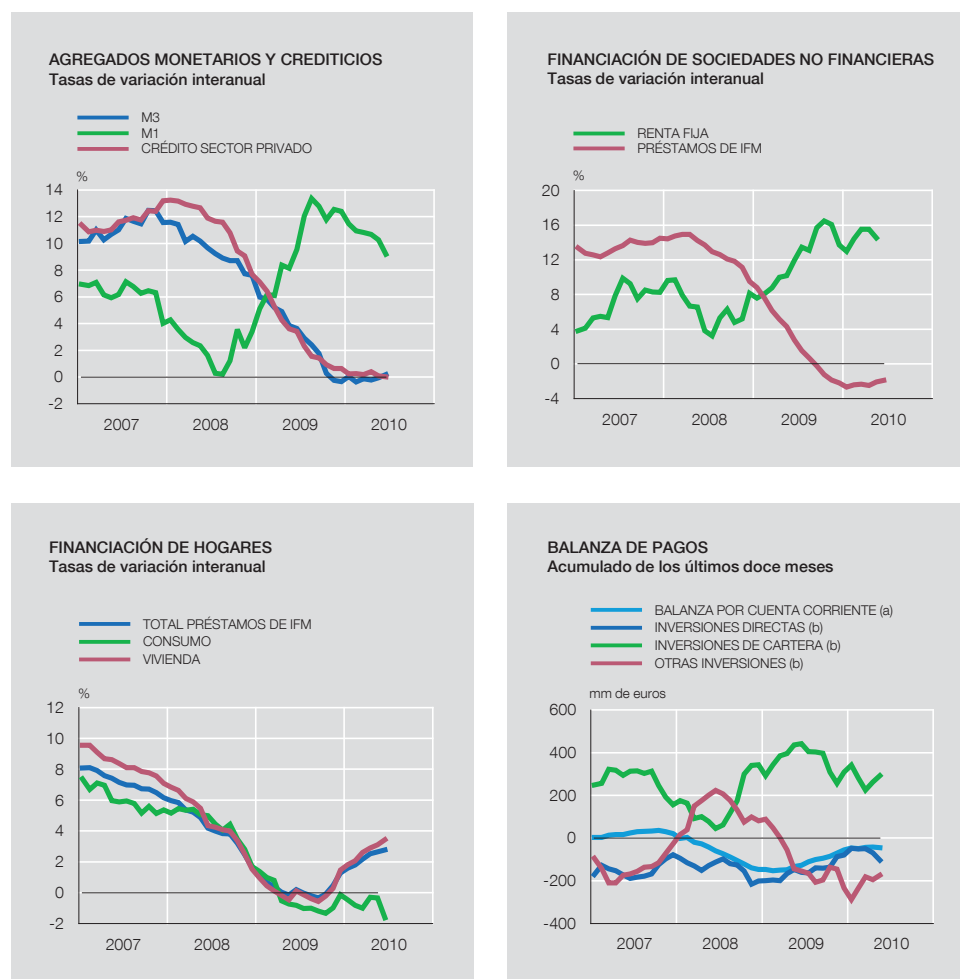 AGREGADOS MONETARIOS Y CREDITICIOS
Tasas de variación interanual
M3
M1
CRÉDITO SECTOR PRIVADO
%
14
12
10
8
6
4
2
0
-2
2007 2008 2009 2010
FINANCIACIÓN DE SOCIEDADES NO FINANCIERAS
Tasas de variación interanual
RENTA FIJA
PRÉSTAMOS DE IFM
%
20
16
12
8
4
0
-4
2007 2008 2009 2010
FINANCIACIÓN DE HOGARES
Tasas de variación interanual
TOTAL PRÉSTAMOS DE IFM
CONSUMO
VIVIENDA
%
12
10
8
6
4
2
0
-2
2007 2008 2009 2010
BALANZA DE PAGOS
Acumulado de los últimos doce meses
BALANZA POR CUENTA CORRIENTE (a)
INVERSIONES DIRECTAS (b)
INVERSIONES DE CARTERA (b)
OTRAS INVERSIONES (b)
mm de euros
600
400
200
0
-200
-400
2007 2008 2009 2010